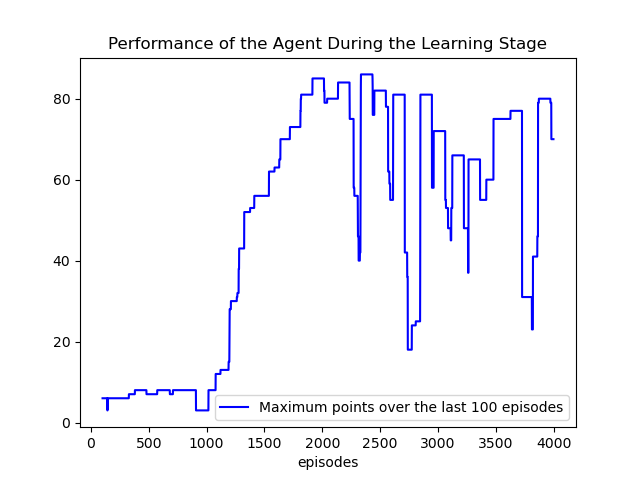 Performance of the Agent During the Learning Stage
80
60
40
20
0
Maximum points over the last 100 episodes
0 500 1000 1500 2000 2500 3000 3500 4000
episodes